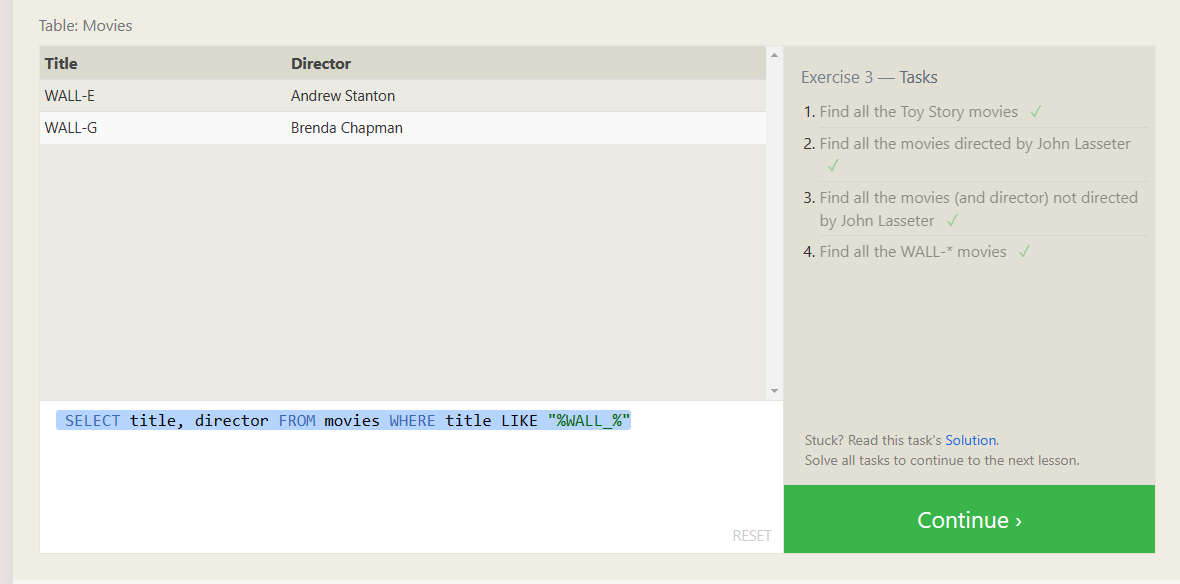 Table: Movies
Title Director
WALL-E Andrew Stanton
WALL-G Brenda Chapman
SELECT title, director FROM movies WHERE title LIKE "%WALL_%"
RESET
Exercise 3 — Tasks
1. Find all the Toy Story movies ✓
2. Find all the movies directed by John Lasseter
✓
3. Find all the movies (and director) not directed
by John Lasseter ✓
4. Find all the WALL-* movies ✓
Stuck? Read this task's Solution.
Solve all tasks to continue to the next lesson.
Continue ›